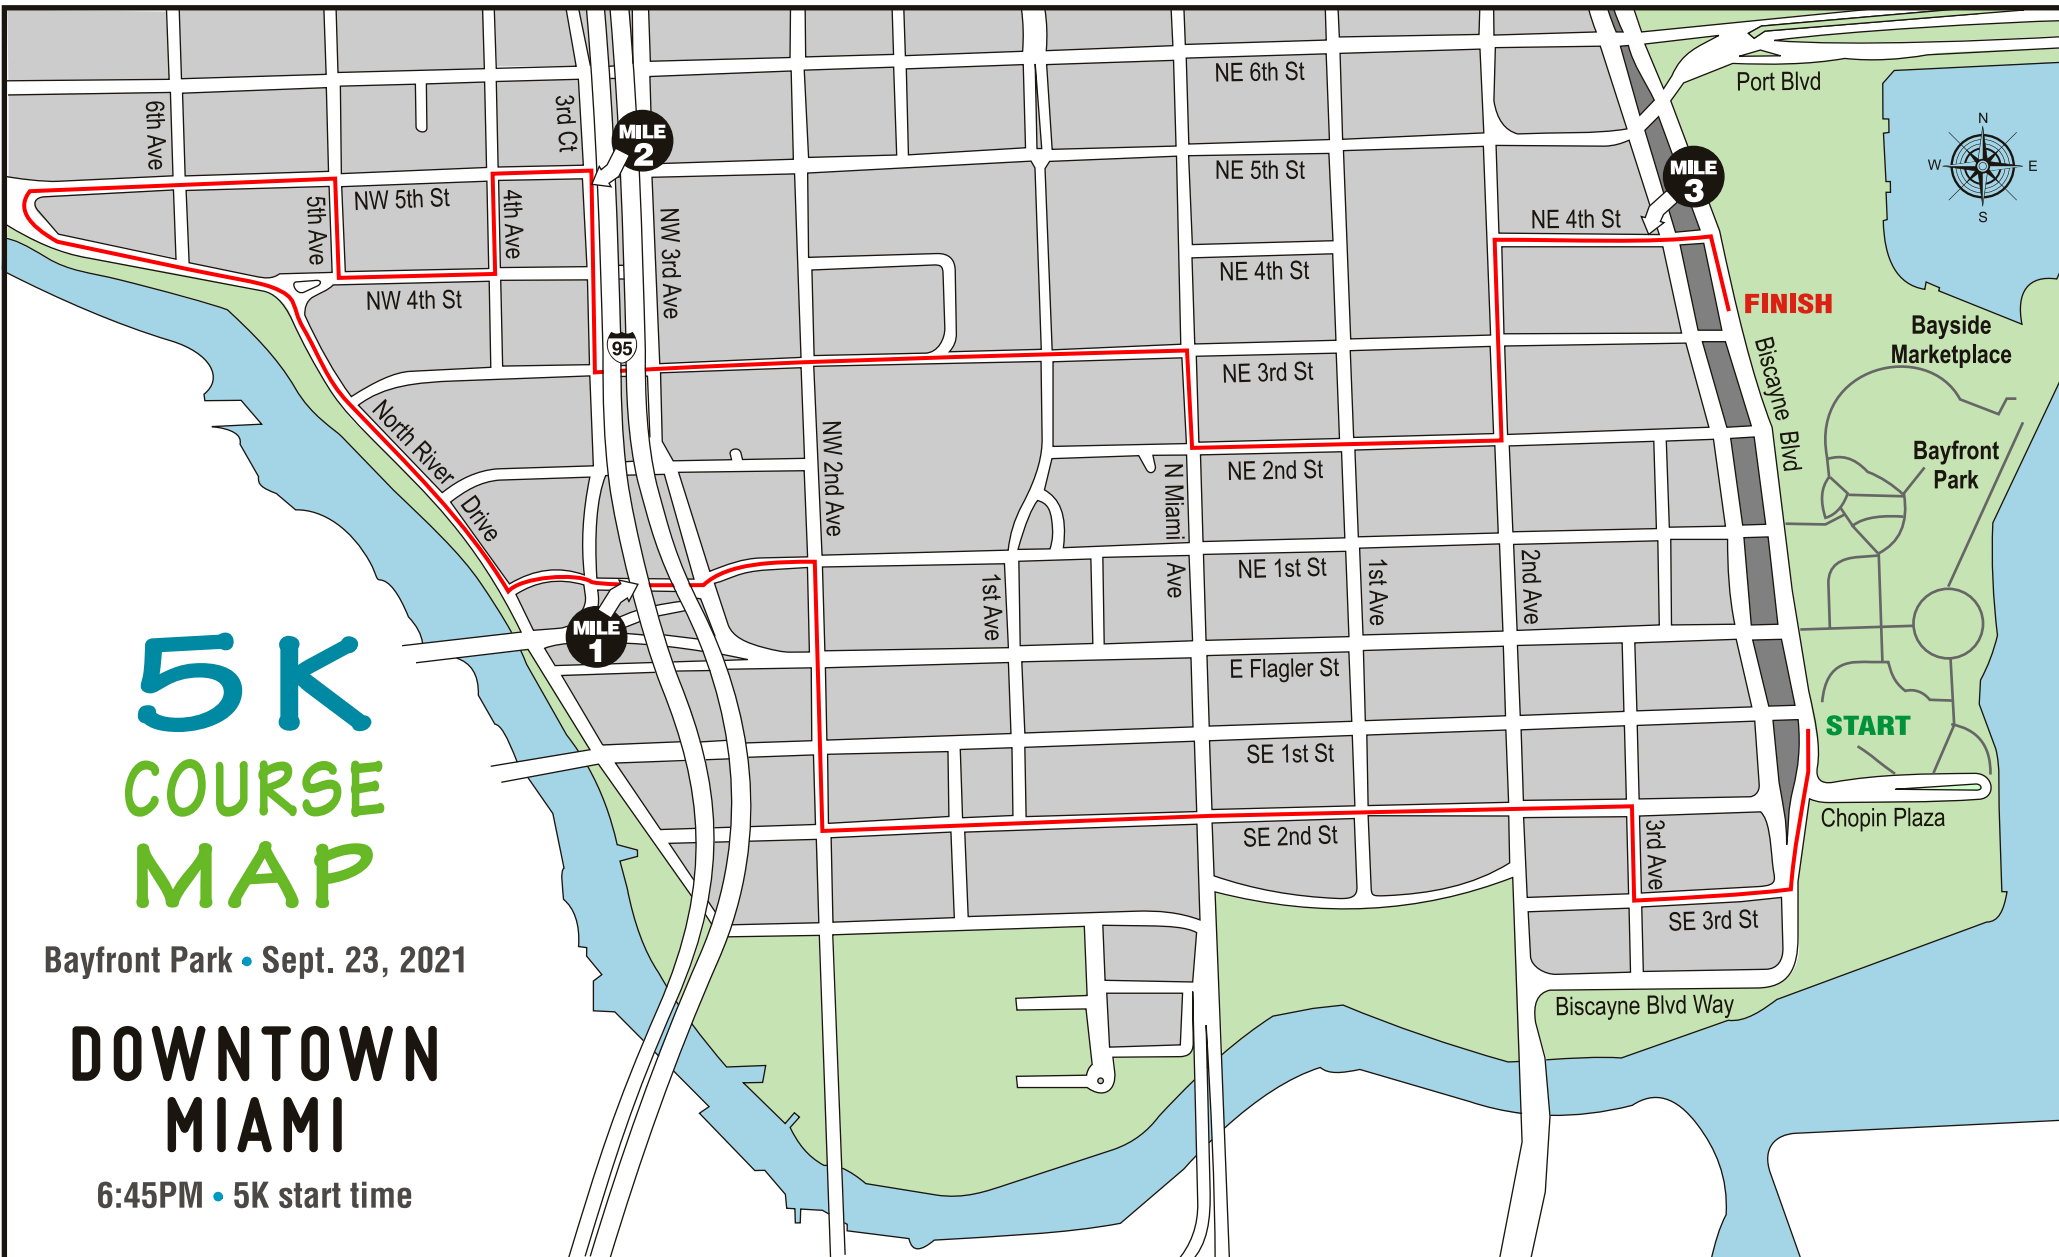 NE 6th St
Port Blvd
6th Ave
3rd Ct
MILE
2
N
W
E
S
MILE
3
NE 5th St
NW 5th St
5th Ave
4th Ave
NW 3rd Ave
NE 4th St
NE 4th St
NW 4th St
FINISH
95
Bayside
Marketplace
Biscayne Blvd
NE 3rd St
North River
Drive
NW 2nd Ave
N Miami
Ave
NE 2nd St
Bayfront
Park
NE 1st St
1st Ave
1st Ave
2nd Ave
MILE
1
E Flagler St
START
SE 1st St
Chopin Plaza
SE 2nd St
3rd Ave
SE 3rd St
Biscayne Blvd Way
5K
COURSE
MAP
Bayfront Park • Sept. 23, 2021
DOWNTOWN
MIAMI
6:45PM • 5K start time